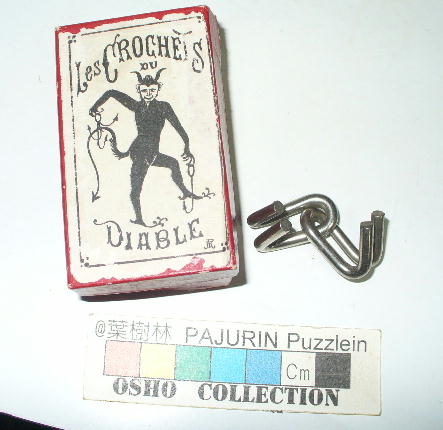 LES CROCHETS
DU
DIABLE
@葉樹林 PAJURIN Puzzlein
Cm
OSHO COLLECTION